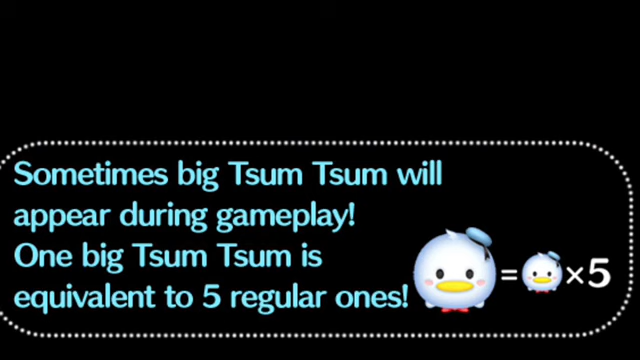 Sometimes big Tsum Tsum will
appear during gameplay!
One big Tsum Tsum is
equivalent to 5 regular ones!
=×5